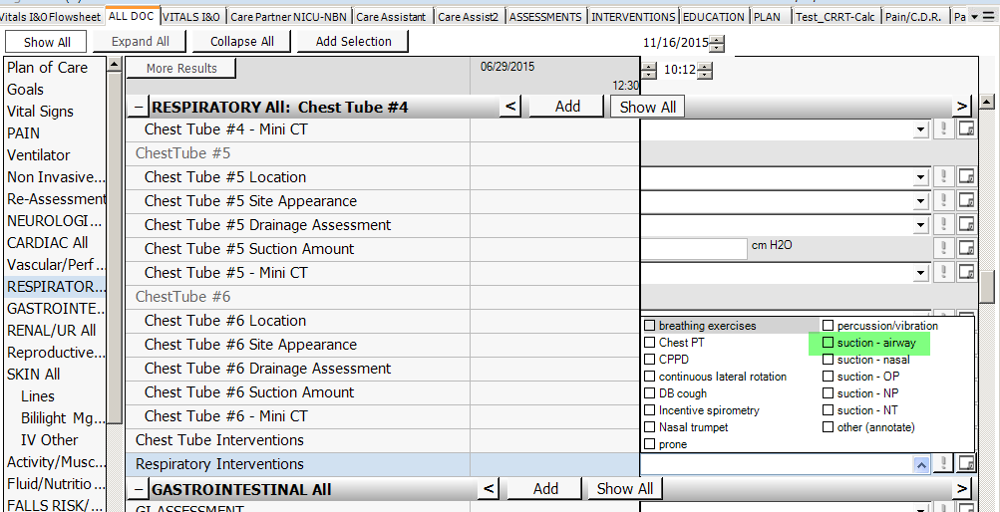 Vitals I&O Flowsheet ALL DOC VITALS I&O Care Partner NICU-NBN Care Assistant Care Assist2 ASSESSMENTS INTERVENTIONS EDUCATION PLAN Test_CRRT-Calc Pain/C.D.R. Pa
Show All Expand All Collapse All Add Selection 11/16/2015
More Results 06/29/2015 10:12
12:30
Plan of Care
Goals
Vital Signs
PAIN
Ventilator
Non Invasive...
Re-Assessment
NEUROLOGI...
CARDIAC All
Vascular/Perf ...
RESPIRATOR...
GASTROINTE...
RENAL/UR All
Reproductive...
SKIN All
Lines
Bililight Mg...
IV Other
Activity/Musc...
Fluid/Nutritio ...
FALLS RISK/ ...
− RESPIRATORY All: Chest Tube #4 < Add Show All >
Chest Tube #4 - Mini CT
ChestTube #5
Chest Tube #5 Location
Chest Tube #5 Site Appearance
Chest Tube #5 Drainage Assessment
Chest Tube #5 Suction Amount cm H2O
Chest Tube #5 - Mini CT
ChestTube #6
Chest Tube #6 Location
Chest Tube #6 Site Appearance
Chest Tube #6 Drainage Assessment
Chest Tube #6 Suction Amount
Chest Tube #6 - Mini CT
Chest Tube Interventions
Respiratory Interventions
breathing exercises
Chest PT
CPPD
continuous lateral rotation
DB cough
Incentive spirometry
Nasal trumpet
prone
percussion/vibration
suction - airway
suction - nasal
suction - OP
suction - NP
suction - NT
other (annotate)
− GASTROINTESTINAL All < Add Show All >
GI ASSESSMENT